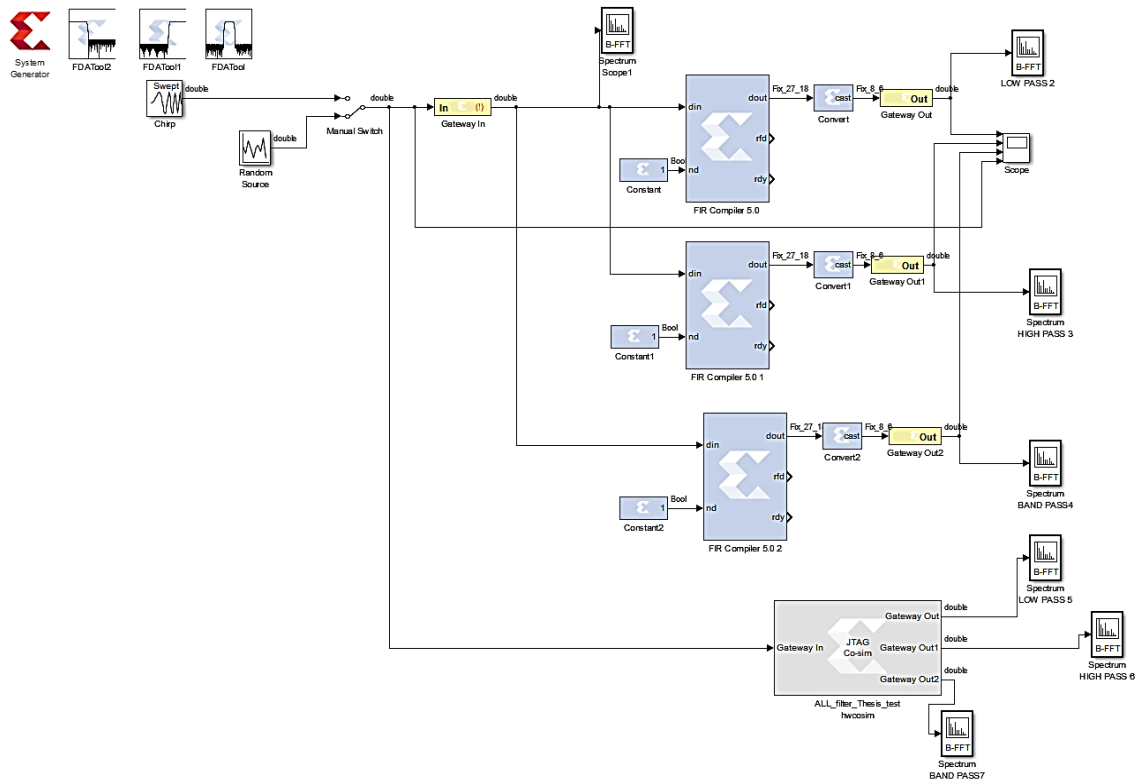 System
Generator
FDATool2
FDATool1
FDATool
B-FFT
Spectrum
Scope1
B-FFT
LOW PASS 2
Swept
Chirp
double
double
Random
Source
Manual Switch
double
In
(!)
Gateway In
double
din
nd
dout
rfd
rdy
FIR Compiler 5.0
Bool
1
Constant
Fix_27_18
cast
Convert
Fix_8_6
Out
Gateway Out
double
Scope
din
nd
dout
rfd
rdy
FIR Compiler 5.0 1
Bool
1
Constant1
Fix_27_18
cast
Convert1
Fix_8_6
Out
Gateway Out1
double
B-FFT
Spectrum
HIGH PASS 3
din
nd
dout
rfd
rdy
FIR Compiler 5.0 2
Bool
1
Constant2
Fix_27_18
cast
Convert2
Fix_8_6
Out
Gateway Out2
double
B-FFT
Spectrum
BAND PASS4
B-FFT
Spectrum
LOW PASS 5
Gateway In
JTAG
Co-sim
Gateway Out
Gateway Out1
Gateway Out2
double
double
double
ALL_filter_Thesis_test
hwcosim
B-FFT
Spectrum
HIGH PASS 6
B-FFT
Spectrum
BAND PASS7